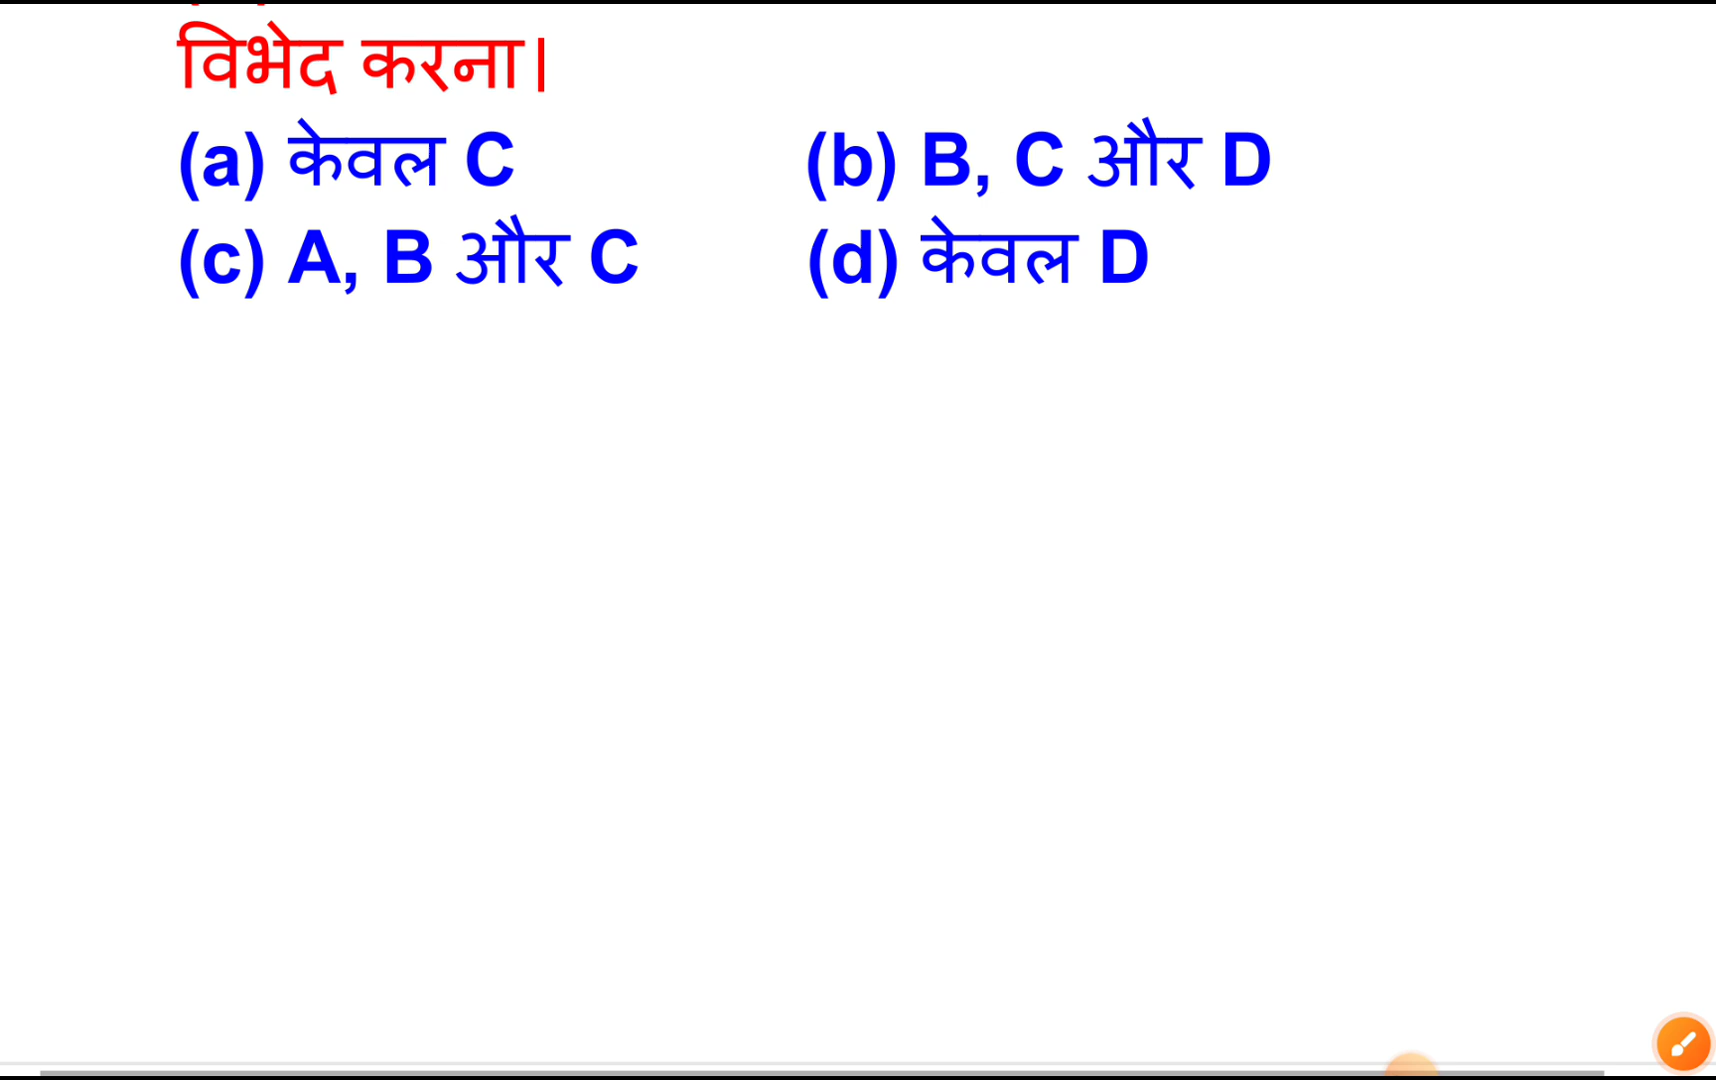 विभेद करना।
(a) केवल C (b) B, C और D
(c) A, B और C (d) केवल D